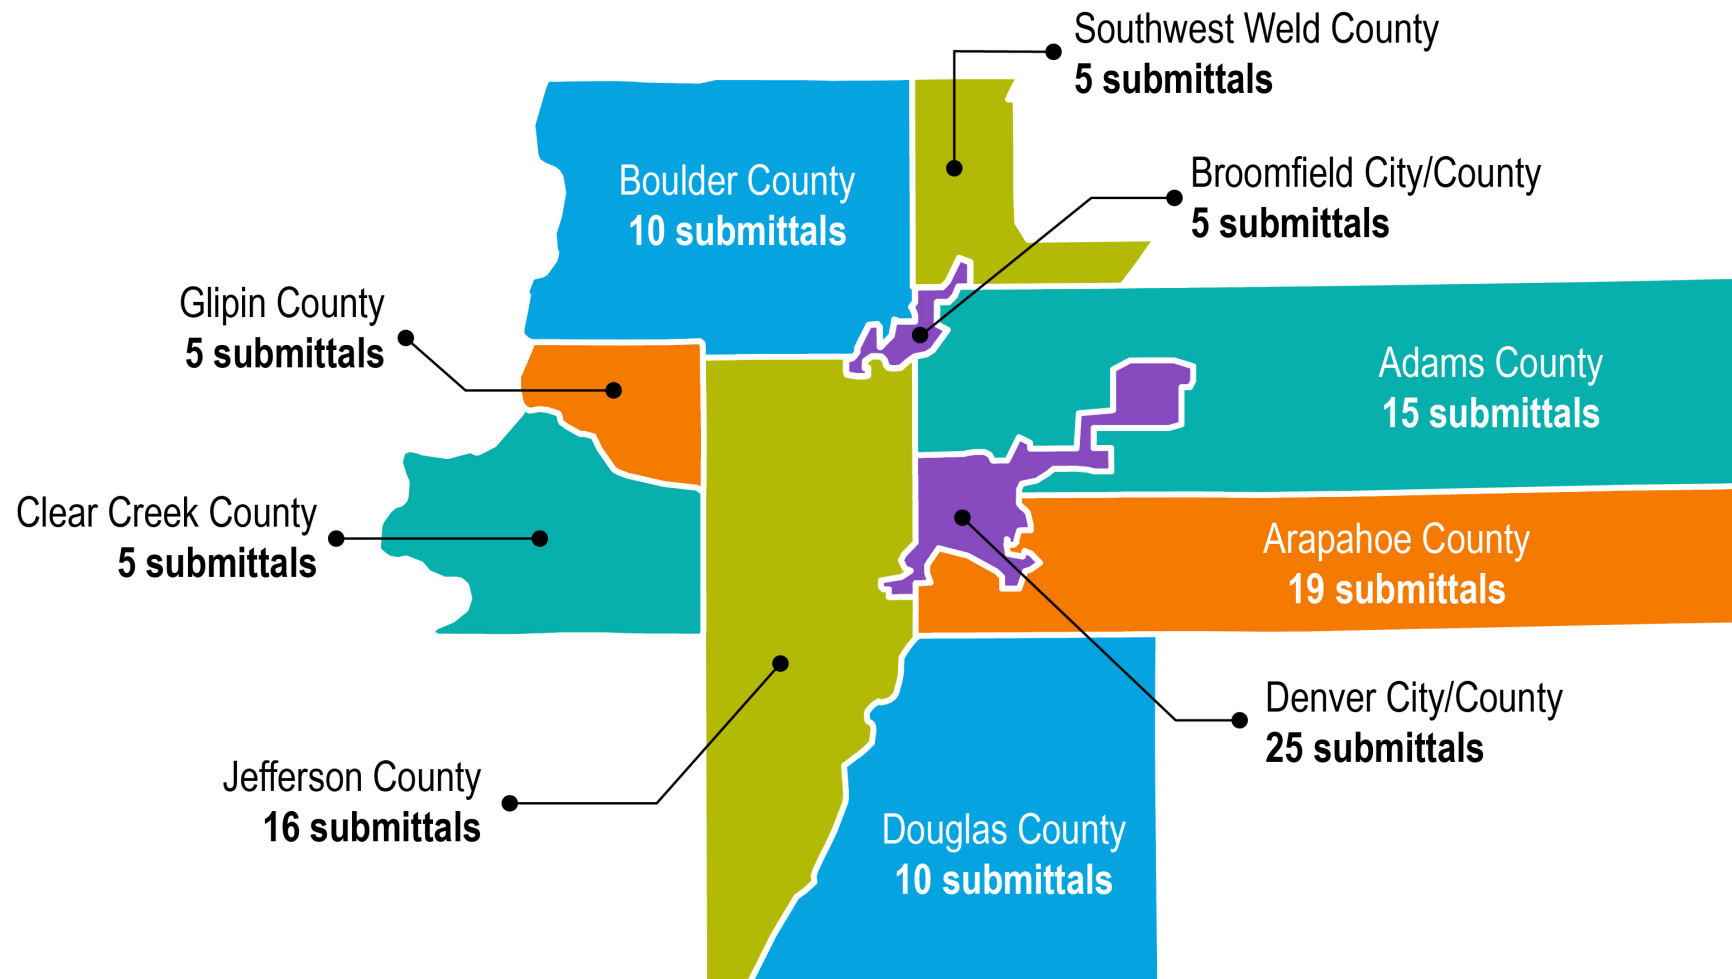 Southwest Weld County
5 submittals
Broomfield City/County
5 submittals
Boulder County
10 submittals
Glipin County
5 submittals
Adams County
15 submittals
Clear Creek County
5 submittals
Arapahoe County
19 submittals
Denver City/County
25 submittals
Jefferson County
16 submittals
Douglas County
10 submittals